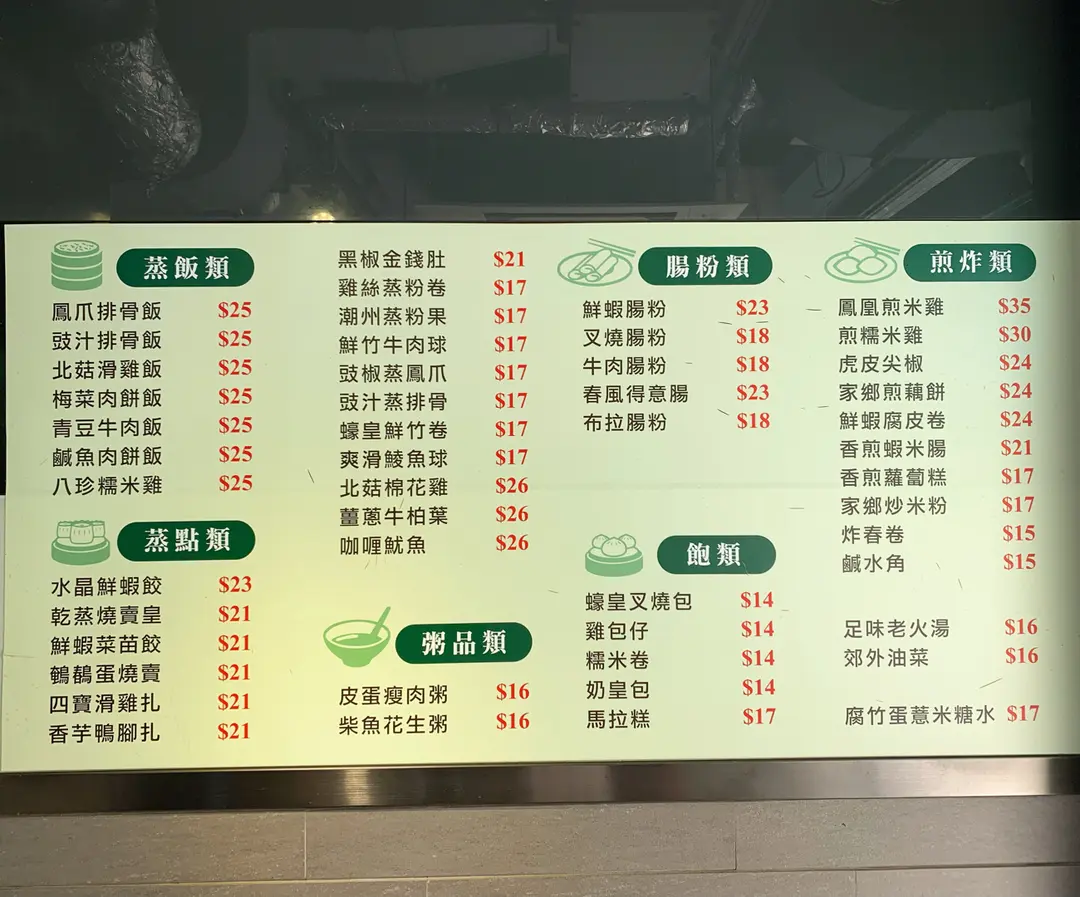 蒸飯類
鳳爪排骨飯 $25
豉汁排骨飯 $25
北菇滑雞飯 $25
梅菜肉餅飯 $25
青豆牛肉飯 $25
鹹魚肉餅飯 $25
八珍糯米雞 $25
蒸點類
水晶鮮蝦餃 $23
乾蒸燒賣皇 $21
鮮蝦菜苗餃 $21
鵪鶉蛋燒賣 $21
四寶滑雞扎 $21
香芋鴨腳扎 $21
黑椒金錢肚 $21
雞絲蒸粉卷 $17
潮州蒸粉果 $17
鮮竹牛肉球 $17
豉椒蒸鳳爪 $17
豉汁蒸排骨 $17
蠔皇鮮竹卷 $17
爽滑鯪魚球 $17
北菇棉花雞 $26
薑蔥牛柏葉 $26
咖喱魷魚 $26
粥品類
皮蛋瘦肉粥 $16
柴魚花生粥 $16
腸粉類
鮮蝦腸粉 $23
叉燒腸粉 $18
牛肉腸粉 $18
春風得意腸 $23
布拉腸粉 $18
飽類
蠔皇叉燒包 $14
雞包仔 $14
糯米卷 $14
奶皇包 $14
馬拉糕 $17
煎炸類
鳳凰煎米雞 $35
煎糯米雞 $30
虎皮尖椒 $24
家鄉煎藕餅 $24
鮮蝦腐皮卷 $24
香煎蝦米腸 $21
香煎蘿蔔糕 $17
家鄉炒米粉 $17
炸春卷 $15
鹹水角 $15
足味老火湯 $16
郊外油菜 $16
腐竹蛋薏米糖水 $17